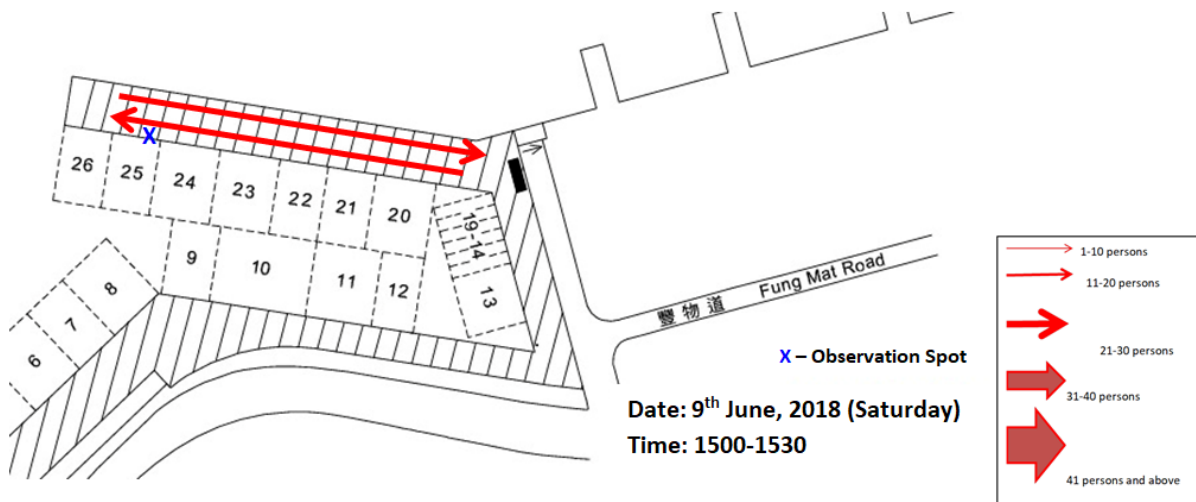 26
25
24
23
22
21
20
19-14
13
9
10
11
12
8
7
6
豐物道 Fung Mat Road
X
X – Observation Spot
Date: 9th June, 2018 (Saturday)
Time: 1500-1530
1-10 persons
11-20 persons
21-30 persons
31-40 persons
41 persons and above